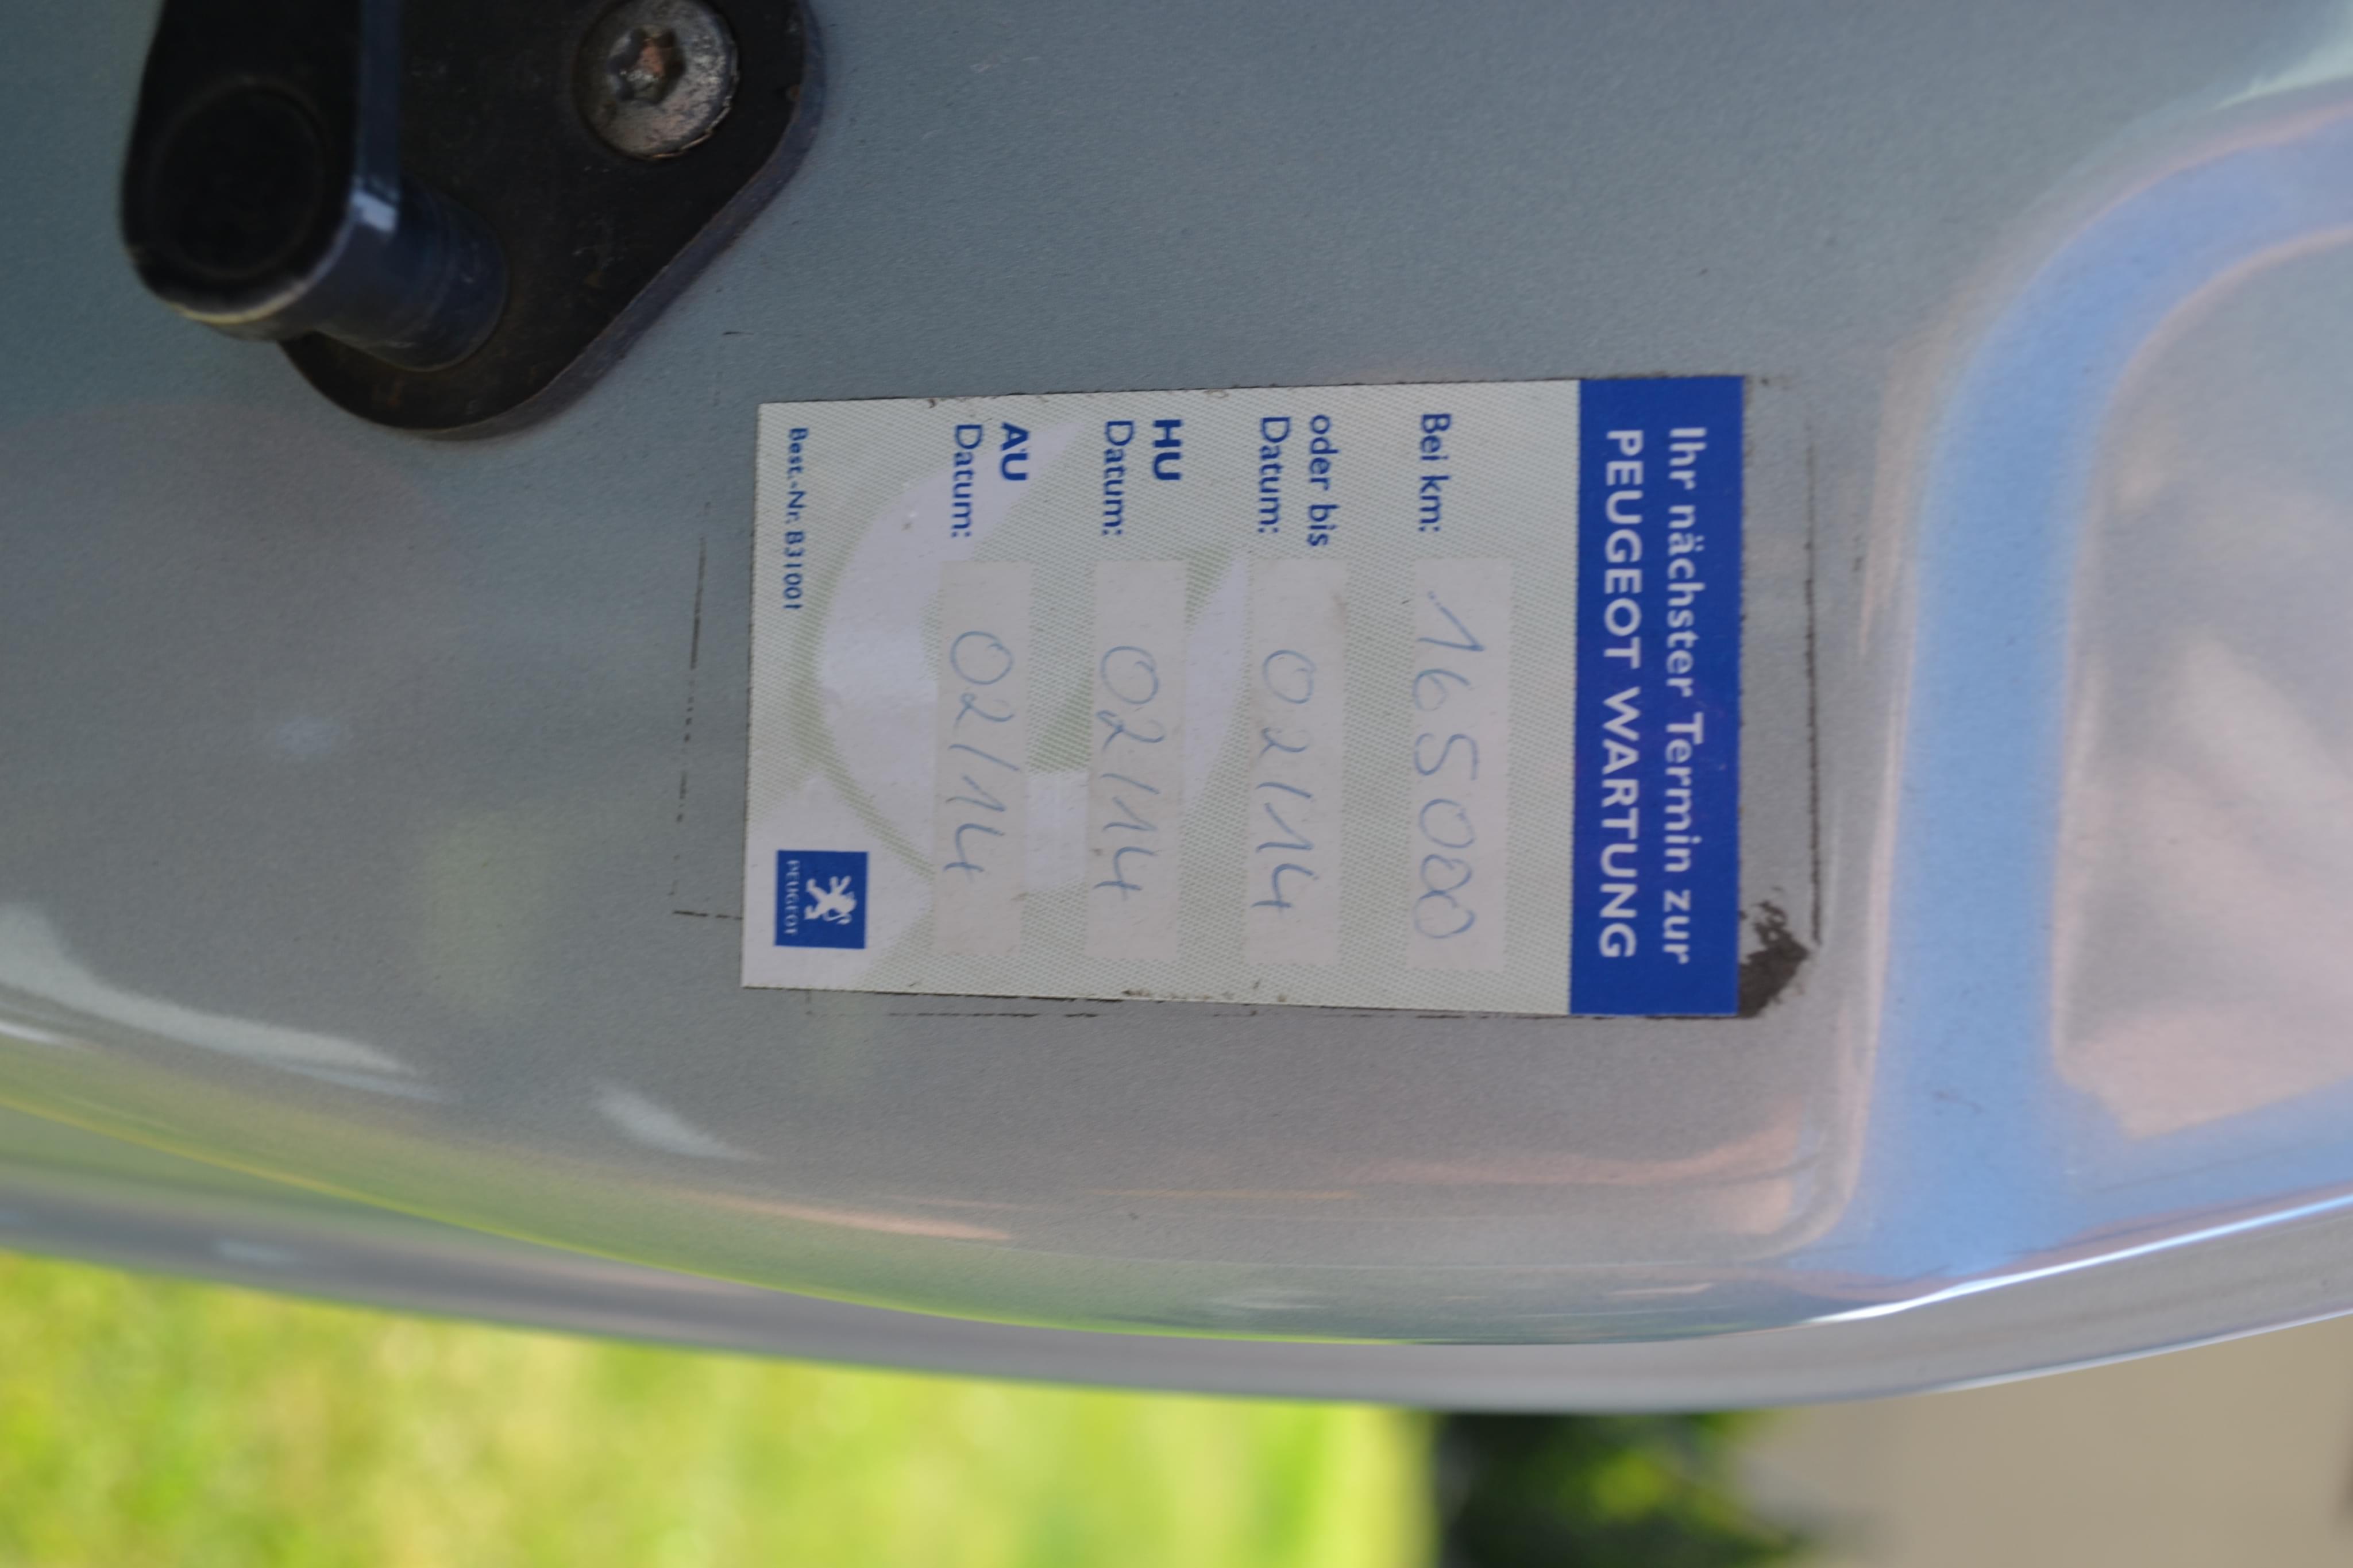 Ihr nächster Termin zur
PEUGEOT WARTUNG
Bei km: 165000
oder bis
Datum: 02/14
HU
Datum: 02/14
AU
Datum: 02/14
Best.-Nr. B31001
PEUGEOT